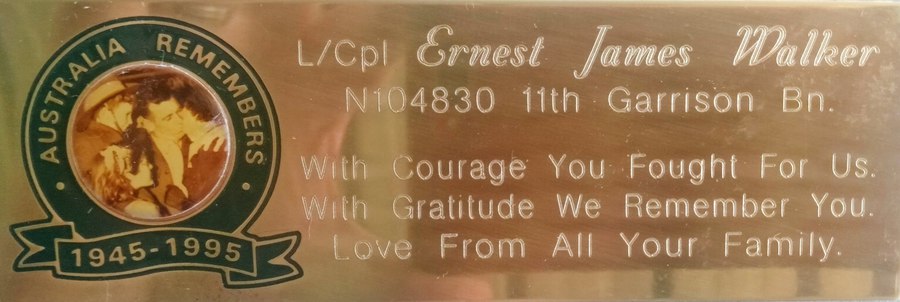 AUSTRALIA REMEMBERS
1945-1995
L/Cpl Ernest James Walker
N104830 11th Garrison Bn.
With Courage You Fought For Us.
With Gratitude We Remember You.
Love From All Your Family.